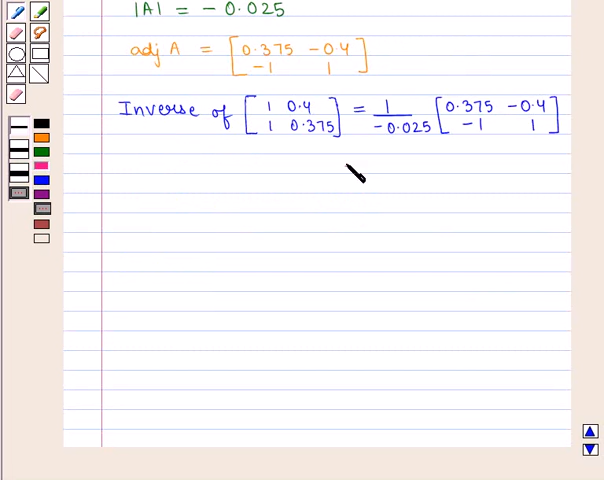 |A| = - 0.025
adj A = [ 0.375 -0.4
-1 1 ]
Inverse of [ 1 0.4
1 0.375 ] = 1/-0.025 [ 0.375 -0.4
-1 1 ]